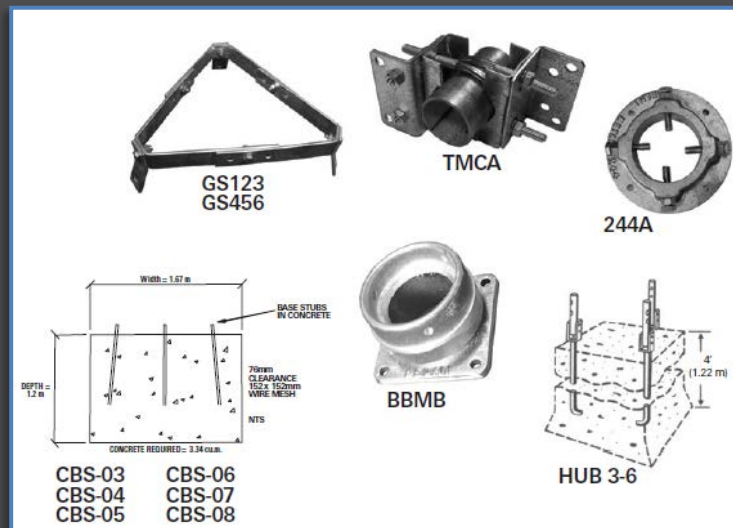 GS123
GS456
TMCA
244A
Width = 1.67 m
BASE STUBS
IN CONCRETE
DEPTH =
1.2 m
76mm
CLEARANCE
152 x 152mm
WIRE MESH
NTS
CONCRETE REQUIRED = 3.34 cu.m.
CBS-03
CBS-04
CBS-05
CBS-06
CBS-07
CBS-08
BBMB
4'
(1.22 m)
HUB 3-6